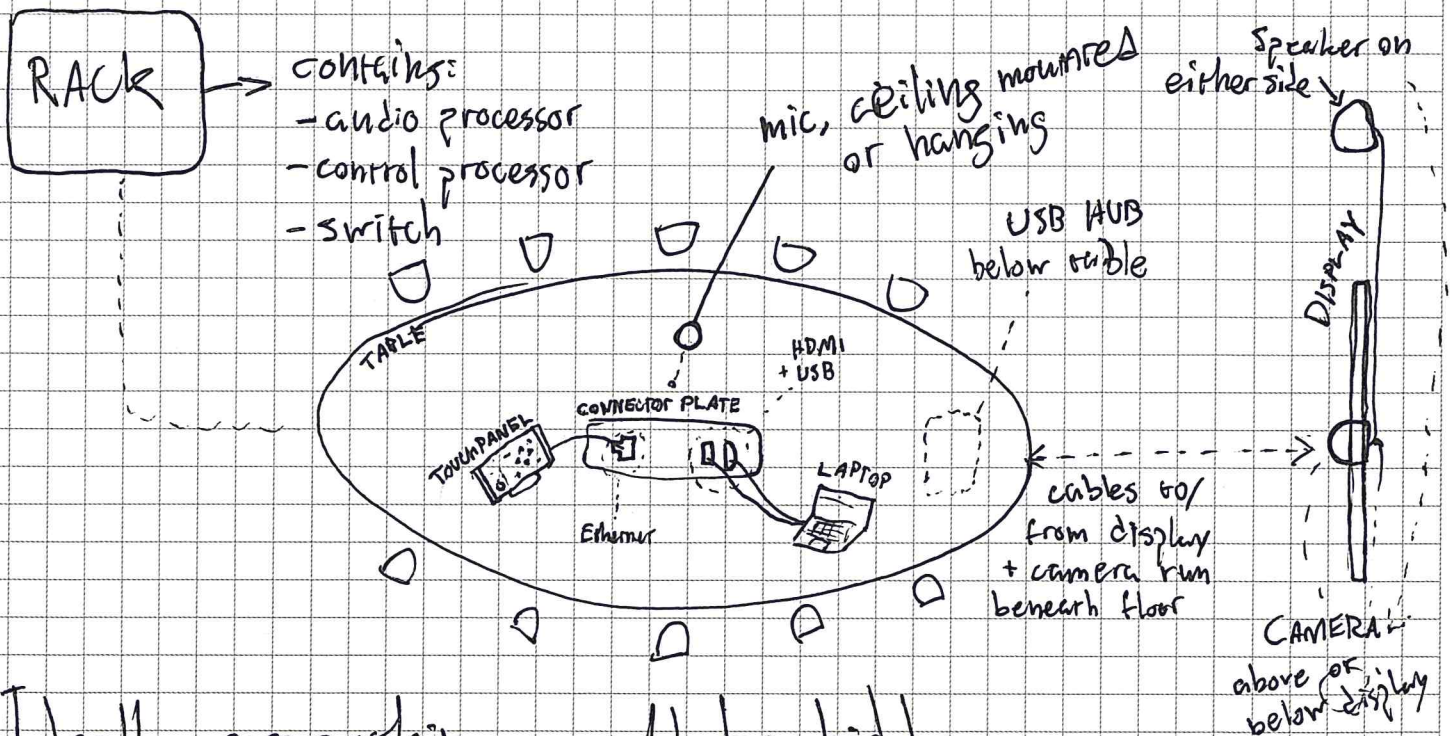 RACK
contains:
- audio processor
- control processor
- switch
mic, ceiling mounted
or hanging
Speaker on
either side
USB HUB
below table
DISPLAY
TABLE
HDMI
+ USB
CONNECTOR PLATE
TOUCHPANEL
LAPTOP
Ethernet
cables to/
from display
+ camera run
beneath floor
CAMERA
above or
below display